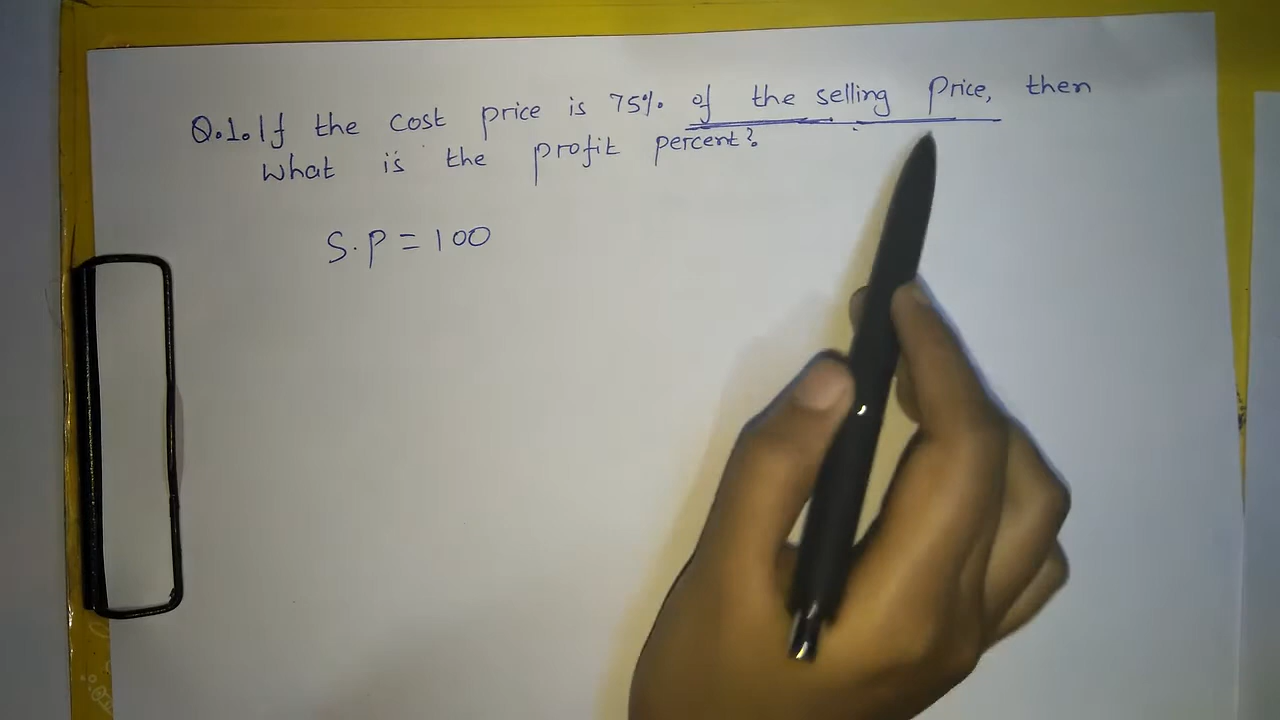 Q.1. If the cost price is 75% of the selling price, then
what is the profit percent?
S.P = 100